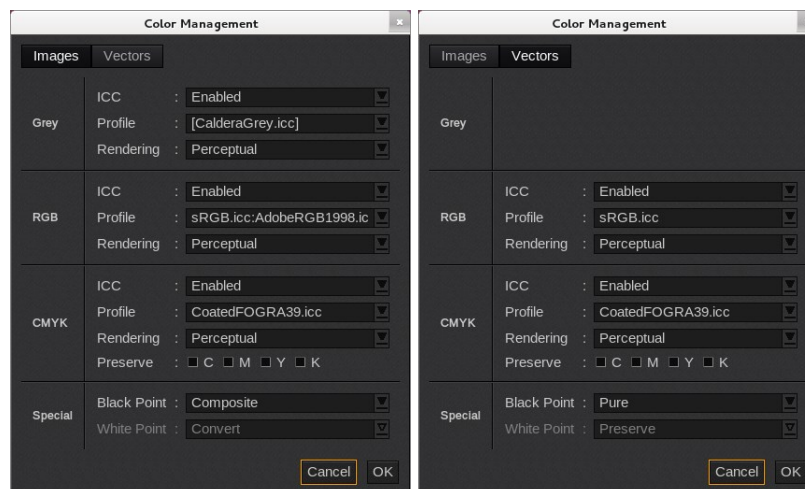 Color Management
Images Vectors
Grey
ICC : Enabled
Profile : [CalderaGrey.icc]
Rendering : Perceptual
RGB
ICC : Enabled
Profile : sRGB.icc:AdobeRGB1998.ic
Rendering : Perceptual
CMYK
ICC : Enabled
Profile : CoatedFOGRA39.icc
Rendering : Perceptual
Preserve : C M Y K
Special
Black Point : Composite
White Point : Convert
Cancel OK
Color Management
Images Vectors
Grey
RGB
ICC : Enabled
Profile : sRGB.icc
Rendering : Perceptual
CMYK
ICC : Enabled
Profile : CoatedFOGRA39.icc
Rendering : Perceptual
Preserve : C M Y K
Special
Black Point : Pure
White Point : Preserve
Cancel OK